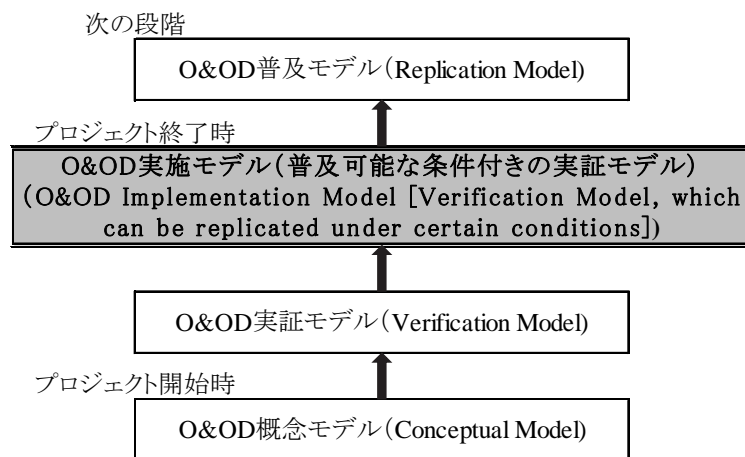 次の段階
O&OD普及モデル(Replication Model)
プロジェクト終了時
O&OD実施モデル(普及可能な条件付きの実証モデル)
(O&OD Implementation Model [Verification Model, which
can be replicated under certain conditions])
O&OD実証モデル(Verification Model)
プロジェクト開始時
O&OD概念モデル(Conceptual Model)